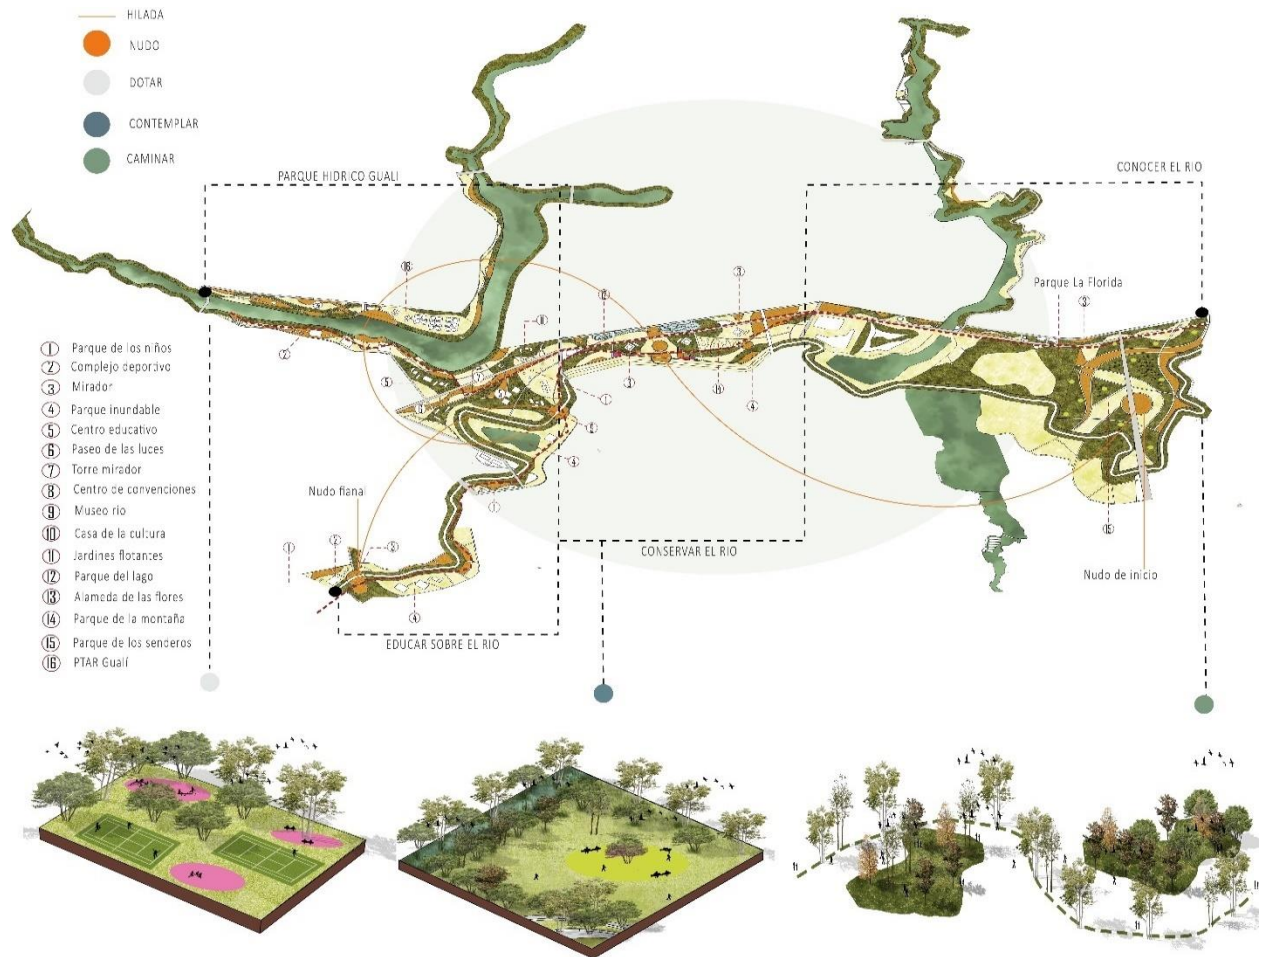 HILADA
NUDO
DOTAR
CONTEMPLAR
CAMINAR
PARQUE HIDRICO GUALI
CONOCER EL RIO
Parque La Florida
① Parque de los niños
② Complejo deportivo
③ Mirador
④ Parque inundable
⑤ Centro educativo
⑥ Paseo de las luces
⑦ Torre mirador
⑧ Centro de convenciones
⑨ Museo rio
⑩ Casa de la cultura
⑪ Jardines flotantes
⑫ Parque del lago
⑬ Alameda de las flores
⑭ Parque de la montaña
⑮ Parque de los senderos
⑯ PTAR Gualí
Nudo fianal
CONSERVAR EL RIO
Nudo de inicio
EDUCAR SOBRE EL RIO